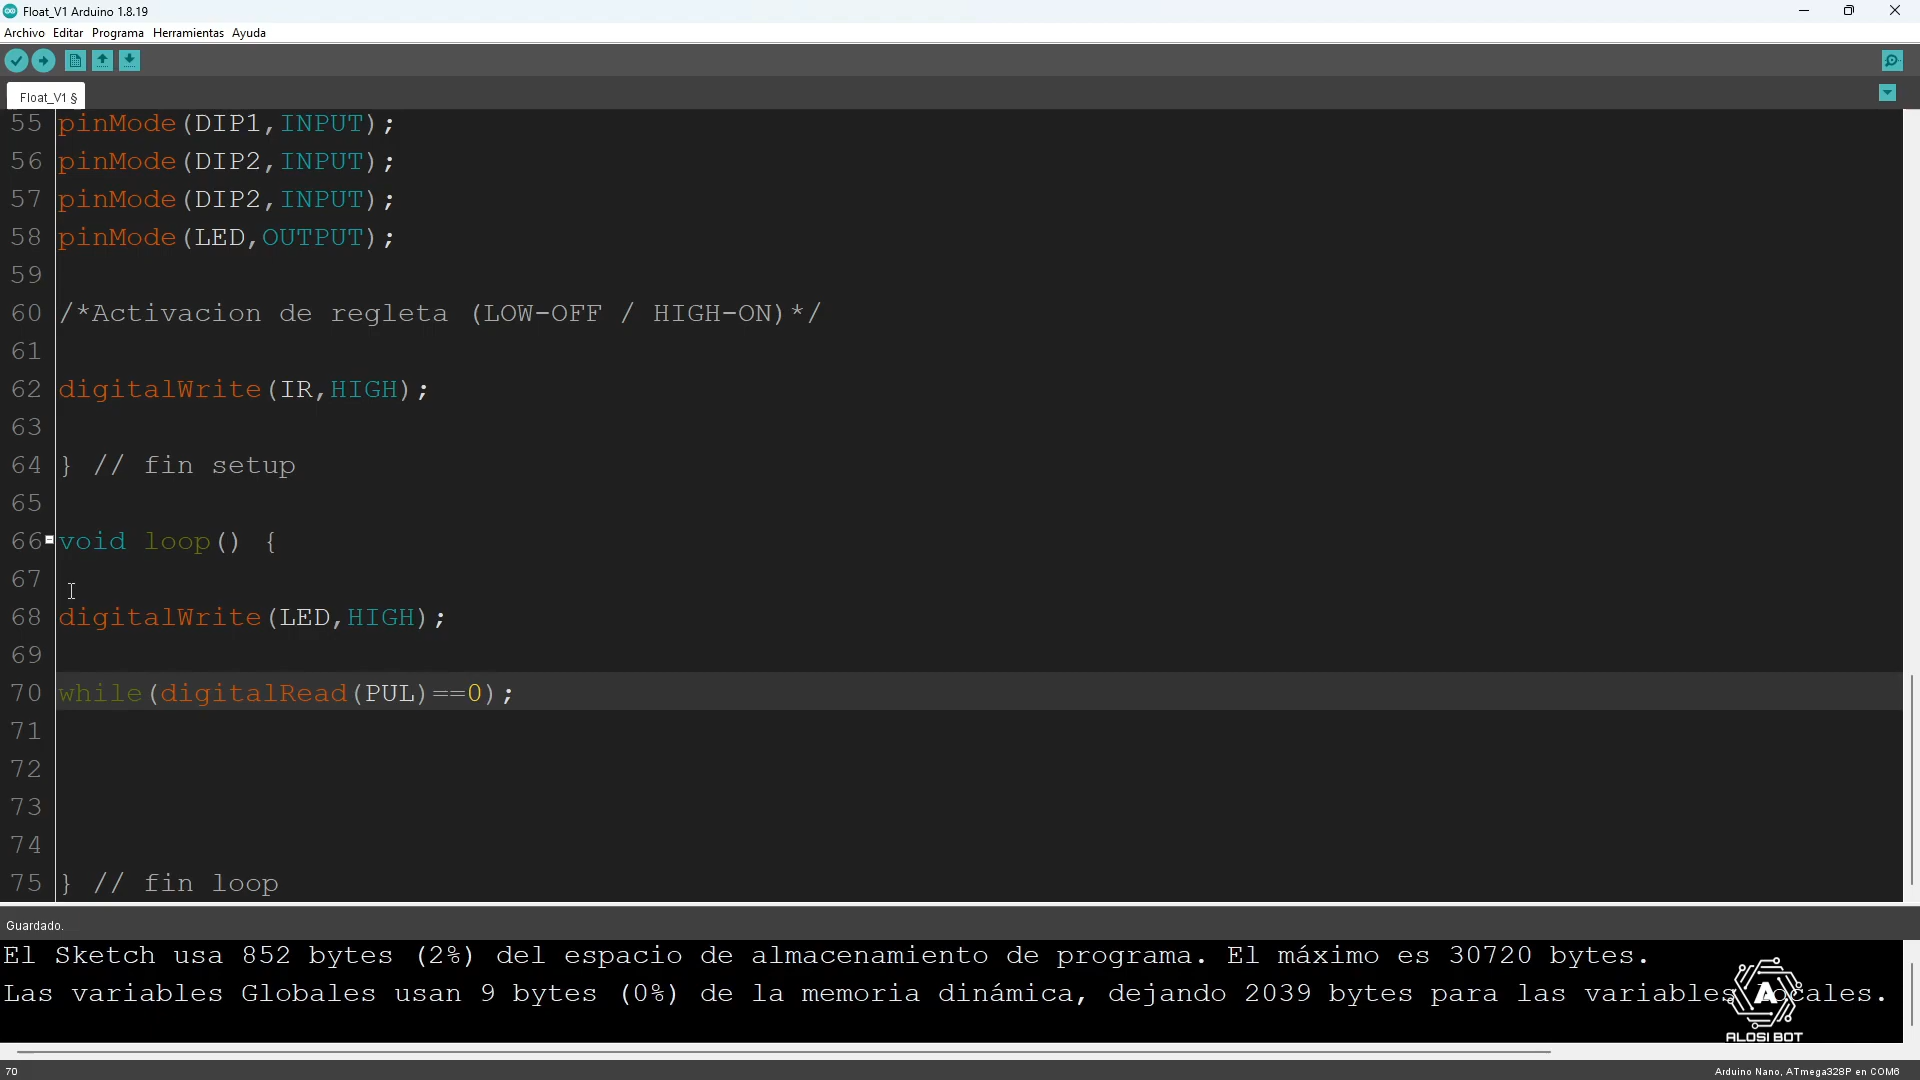 Float_V1 Arduino 1.8.19
Archivo Editar Programa Herramientas Ayuda
Float_V1 §
55 pinMode(DIP1,INPUT);
56 pinMode(DIP2,INPUT);
57 pinMode(DIP2,INPUT);
58 pinMode(LED,OUTPUT);
59
60 /*Activacion de regleta (LOW-OFF / HIGH-ON)*/
61
62 digitalWrite(IR,HIGH);
63
64 } // fin setup
65
66 void loop() {
67
68 digitalWrite(LED,HIGH);
69
70 while(digitalRead(PUL)==0);
71
72
73
74
75 } // fin loop
Guardado.
El Sketch usa 852 bytes (2%) del espacio de almacenamiento de programa. El máximo es 30720 bytes.
Las variables Globales usan 9 bytes (0%) de la memoria dinámica, dejando 2039 bytes para las variables locales.
A
ALOSI BOT
70
Arduino Nano, ATmega328P en COM6